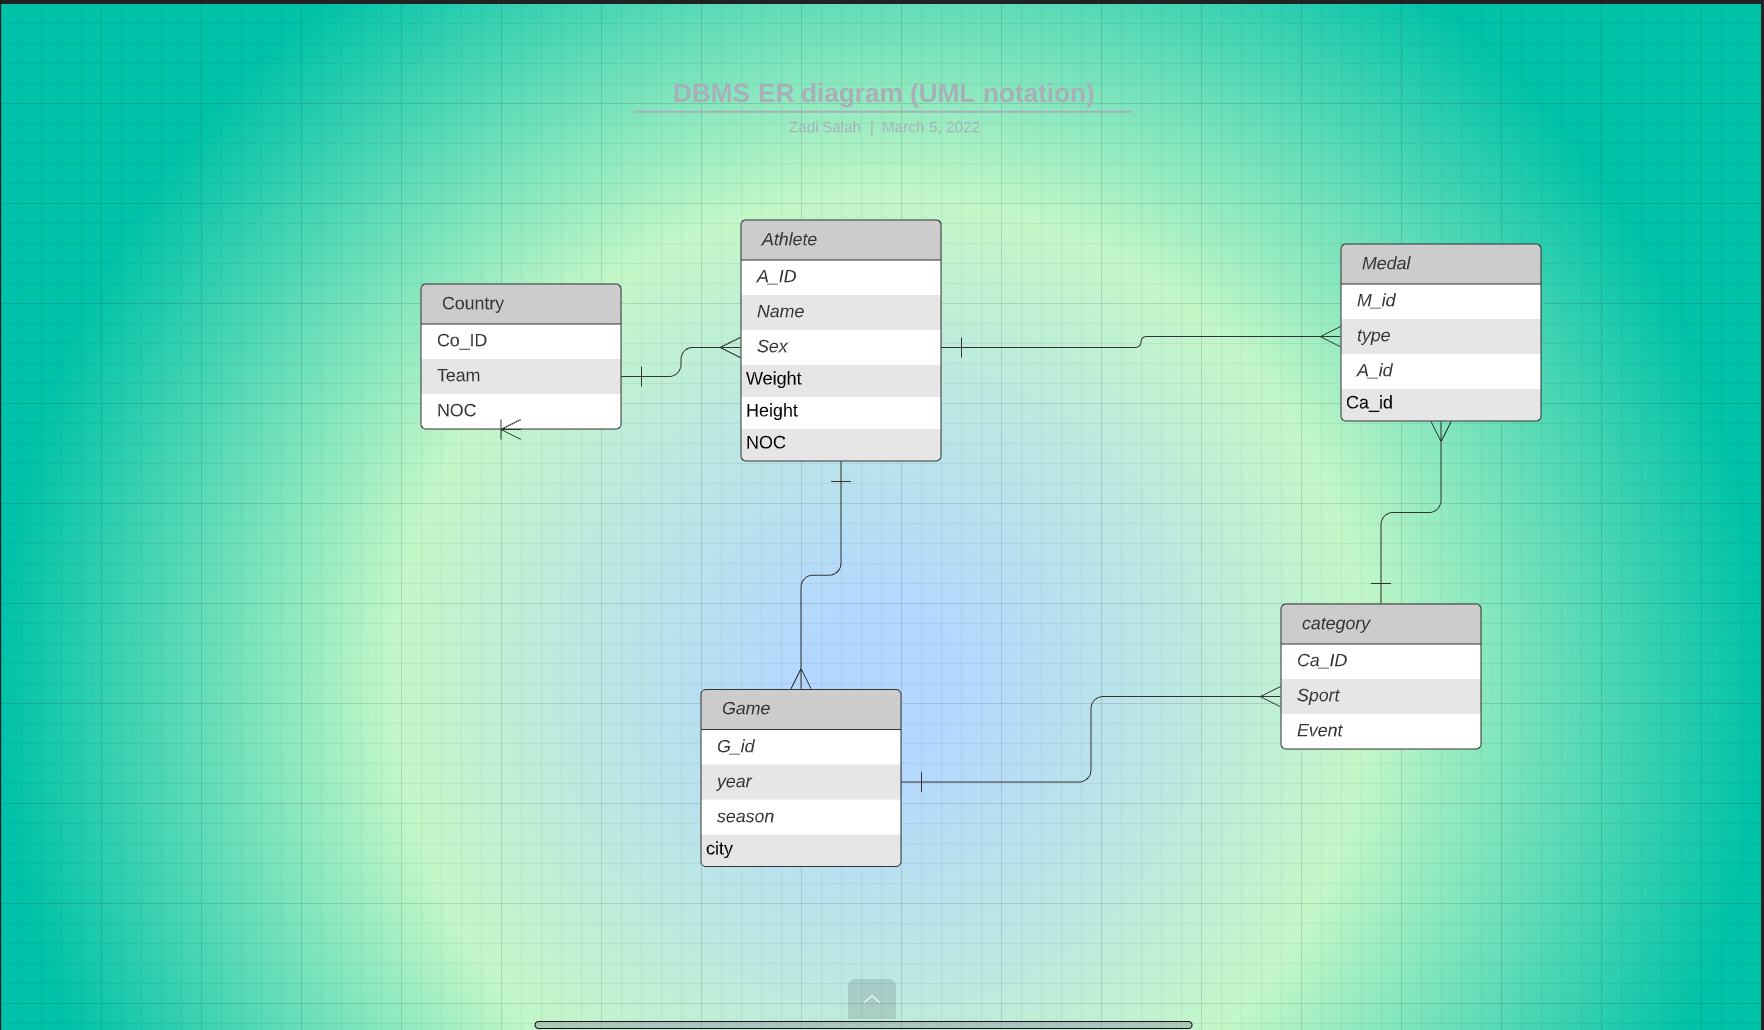 DBMS ER diagram (UML notation)
Zadi Salah | March 5, 2022
Country
Co_ID
Team
NOC
Athlete
A_ID
Name
Sex
Weight
Height
NOC
Medal
M_id
type
A_id
Ca_id
Game
G_id
year
season
city
category
Ca_ID
Sport
Event